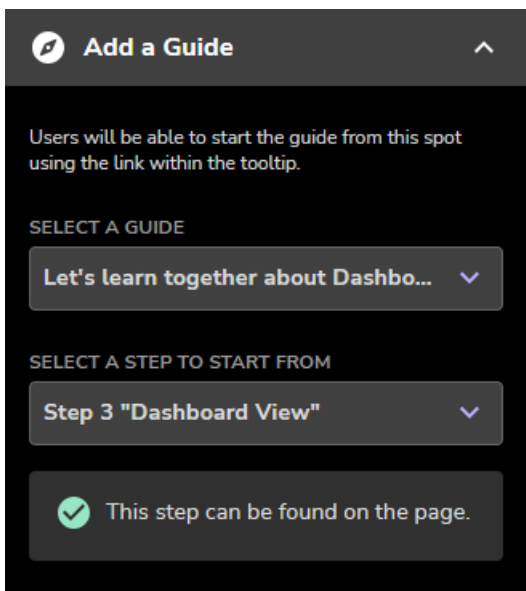 Add a Guide
Users will be able to start the guide from this spot
using the link within the tooltip.
SELECT A GUIDE
Let's learn together about Dashbo...
SELECT A STEP TO START FROM
Step 3 "Dashboard View"
This step can be found on the page.